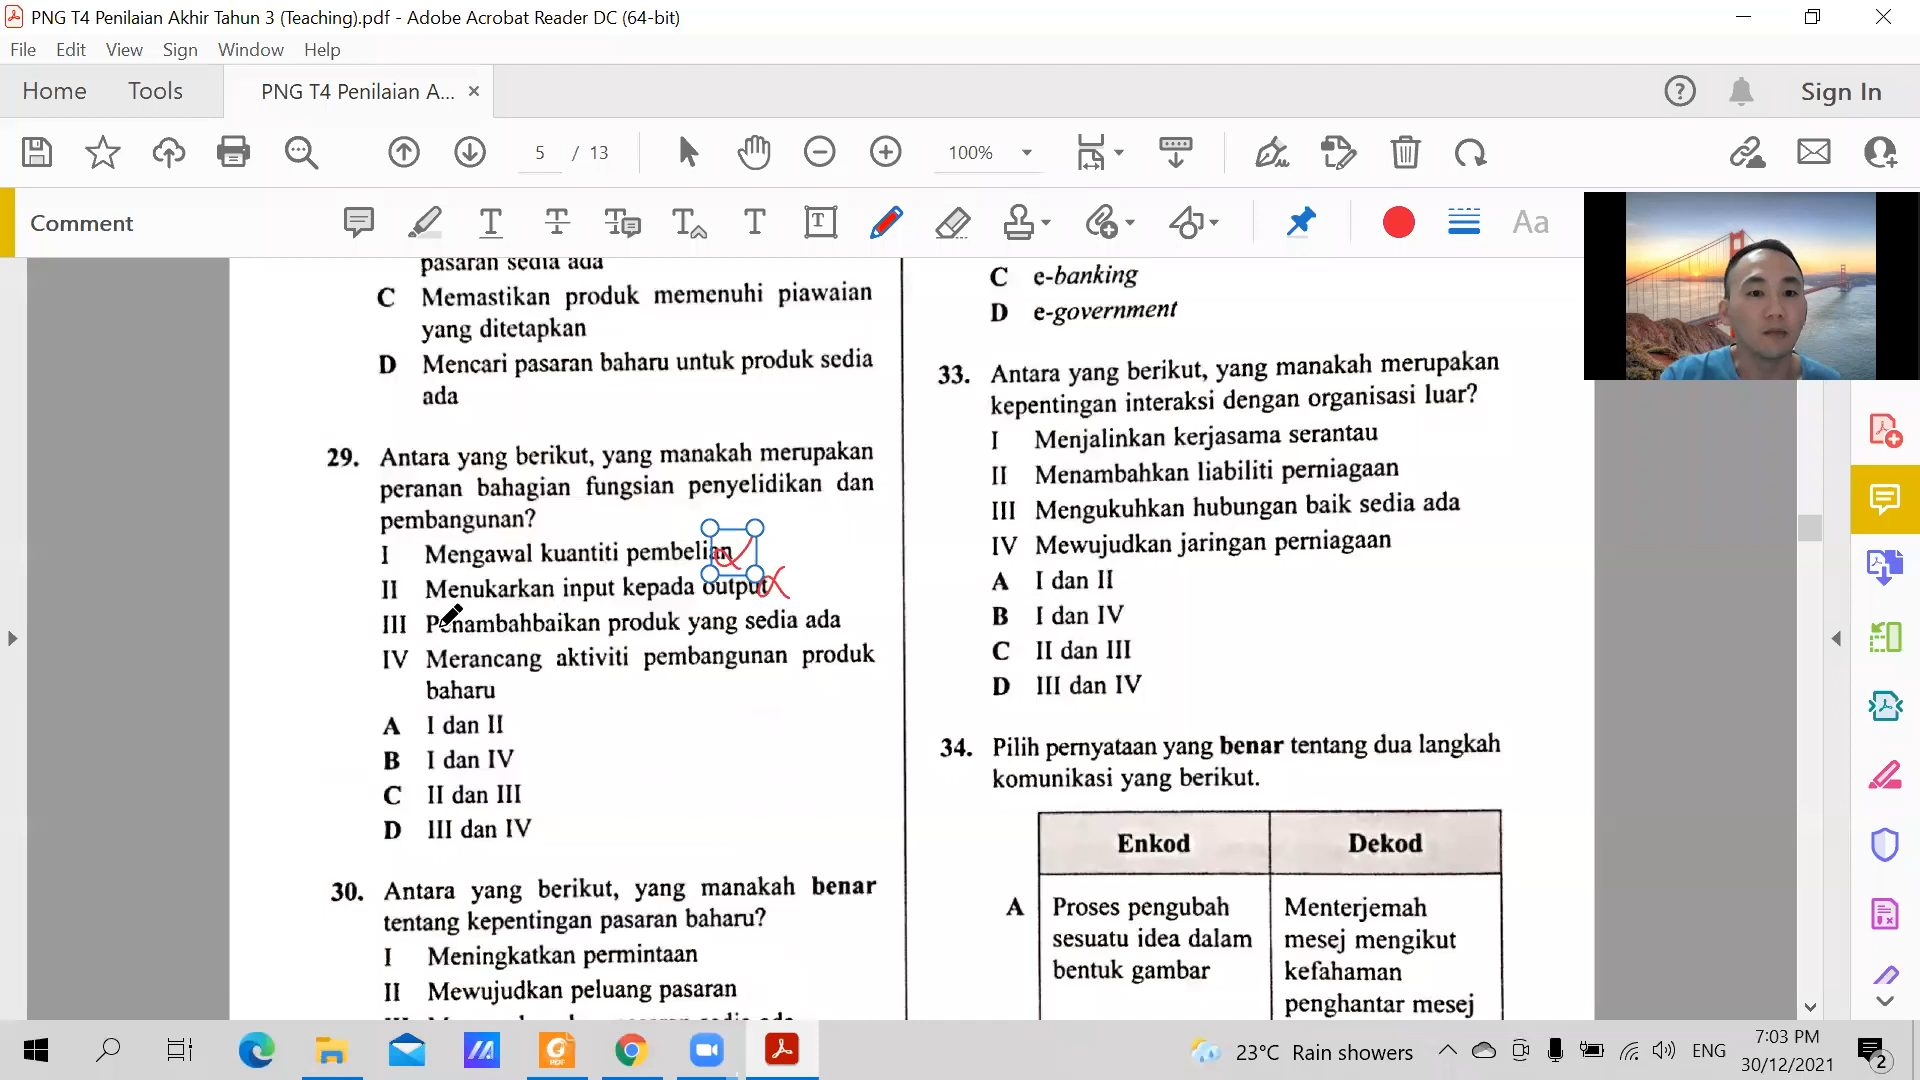 PNG T4 Penilaian Akhir Tahun 3 (Teaching).pdf - Adobe Acrobat Reader DC (64-bit)
File Edit View Sign Window Help
Home Tools PNG T4 Penilaian A... × Sign In
5 / 13 100%
Comment Aa
pasaran sedia ada
C Memastikan produk memenuhi piawaian
yang ditetapkan
D Mencari pasaran baharu untuk produk sedia
ada
29. Antara yang berikut, yang manakah merupakan
peranan bahagian fungsian penyelidikan dan
pembangunan?
I Mengawal kuantiti pembelian
II Menukarkan input kepada output
III Penambahbaikan produk yang sedia ada
IV Merancang aktiviti pembangunan produk
baharu
A I dan II
B I dan IV
C II dan III
D III dan IV
30. Antara yang berikut, yang manakah benar
tentang kepentingan pasaran baharu?
I Meningkatkan permintaan
II Mewujudkan peluang pasaran
C e-banking
D e-government
33. Antara yang berikut, yang manakah merupakan
kepentingan interaksi dengan organisasi luar?
I Menjalinkan kerjasama serantau
II Menambahkan liabiliti perniagaan
III Mengukuhkan hubungan baik sedia ada
IV Mewujudkan jaringan perniagaan
A I dan II
B I dan IV
C II dan III
D III dan IV
34. Pilih pernyataan yang benar tentang dua langkah
komunikasi yang berikut.
Enkod Dekod
A Proses pengubah Menterjemah
sesuatu idea dalam mesej mengikut
bentuk gambar kefahaman
penghantar mesej
23°C Rain showers ENG 7:03 PM
30/12/2021 2